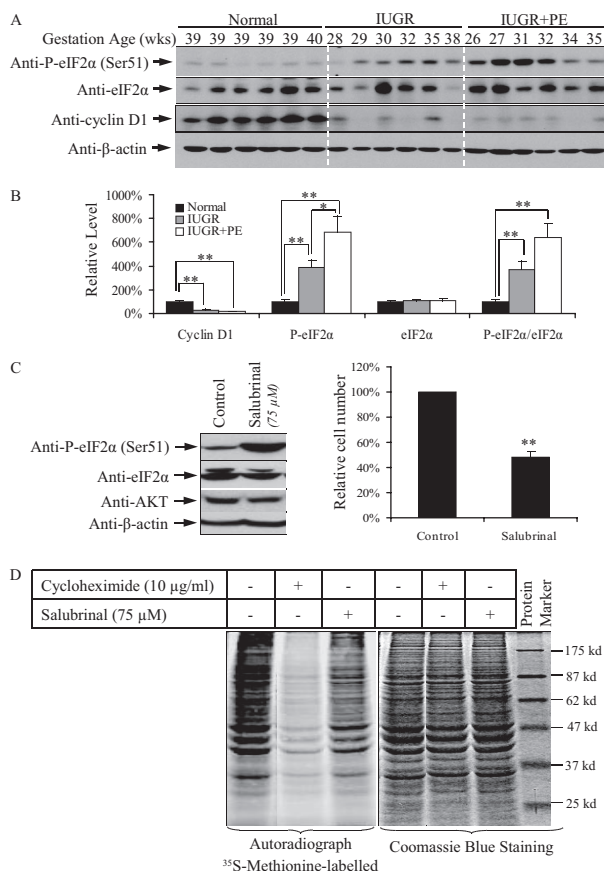 A
Normal IUGR IUGR+PE
Gestation Age (wks) 39 39 39 39 39 40 28 29 30 32 35 38 26 27 31 32 34 35
Anti-P-eIF2α (Ser51)
Anti-eIF2α
Anti-cyclin D1
Anti-β-actin
B
Relative Level
1000%
800%
600%
400%
200%
0%
Normal
IUGR
IUGR+PE
** ** ** * ** ** **
Cyclin D1 P-eIF2α eIF2α P-eIF2α/eIF2α
C
Control Salubrinal (75 μM)
Anti-P-eIF2α (Ser51)
Anti-eIF2α
Anti-AKT
Anti-β-actin
Relative cell number
120%
100%
80%
60%
40%
20%
0%
**
Control Salubrinal
D
Cycloheximide (10 μg/ml) - + - - + -
Salubrinal (75 μM) - - + - - +
Protein Marker
175 kd
87 kd
62 kd
47 kd
37 kd
25 kd
Autoradiograph
³⁵S-Methionine-labelled
Coomassie Blue Staining